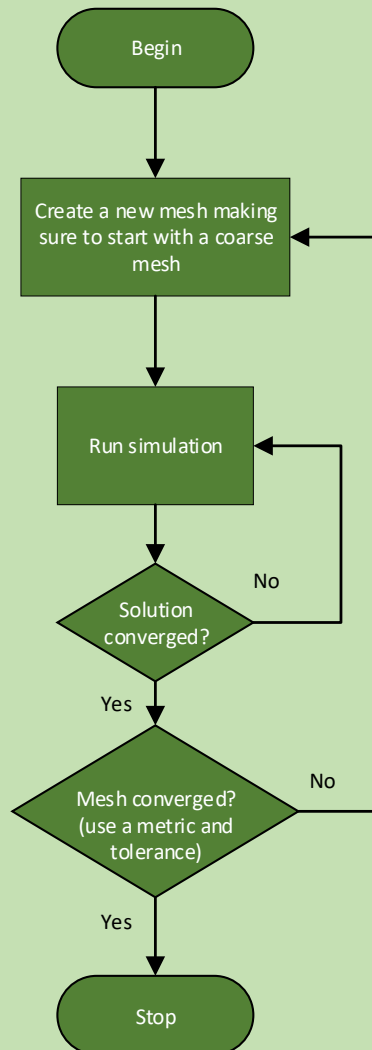 Begin
Create a new mesh making
sure to start with a coarse
mesh
Run simulation
No
Solution
converged?
Yes
No
Mesh converged?
(use a metric and
tolerance)
Yes
Stop